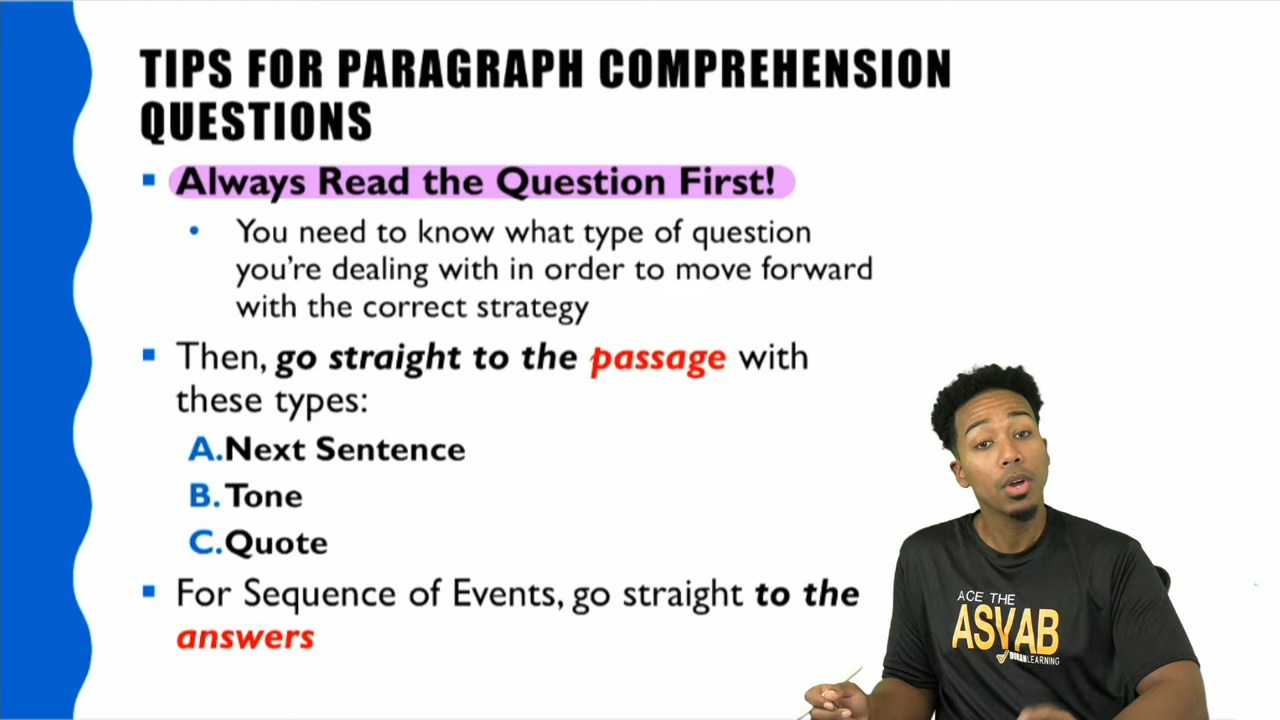 TIPS FOR PARAGRAPH COMPREHENSION
QUESTIONS
Always Read the Question First!
You need to know what type of question
you're dealing with in order to move forward
with the correct strategy
Then, go straight to the passage with
these types:
A.Next Sentence
B. Tone
C.Quote
For Sequence of Events, go straight to the
answers
ACE THE
ASVAB
DURAN LEARNING